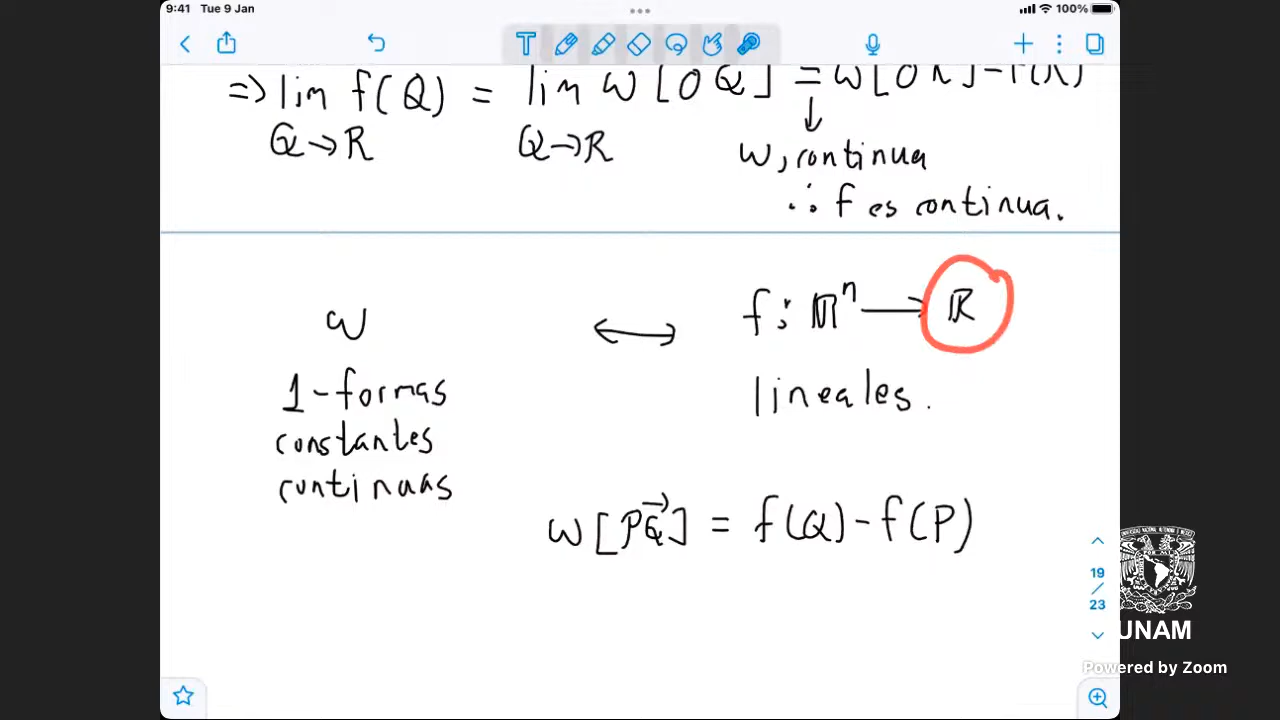 9:41 Tue 9 Jan
100%
=> lim f(Q) = lim w[OQ] = w[OR]-f(R)
Q→R Q→R
↓
w, continua
∴ f es continua.
w ⟷ f: ℝⁿ ⟶ ℝ
1-formas
constantes
continuas
lineales.
w[PQ⃗] = f(Q)-f(P)
19
/
23
UNAM
Powered by Zoom